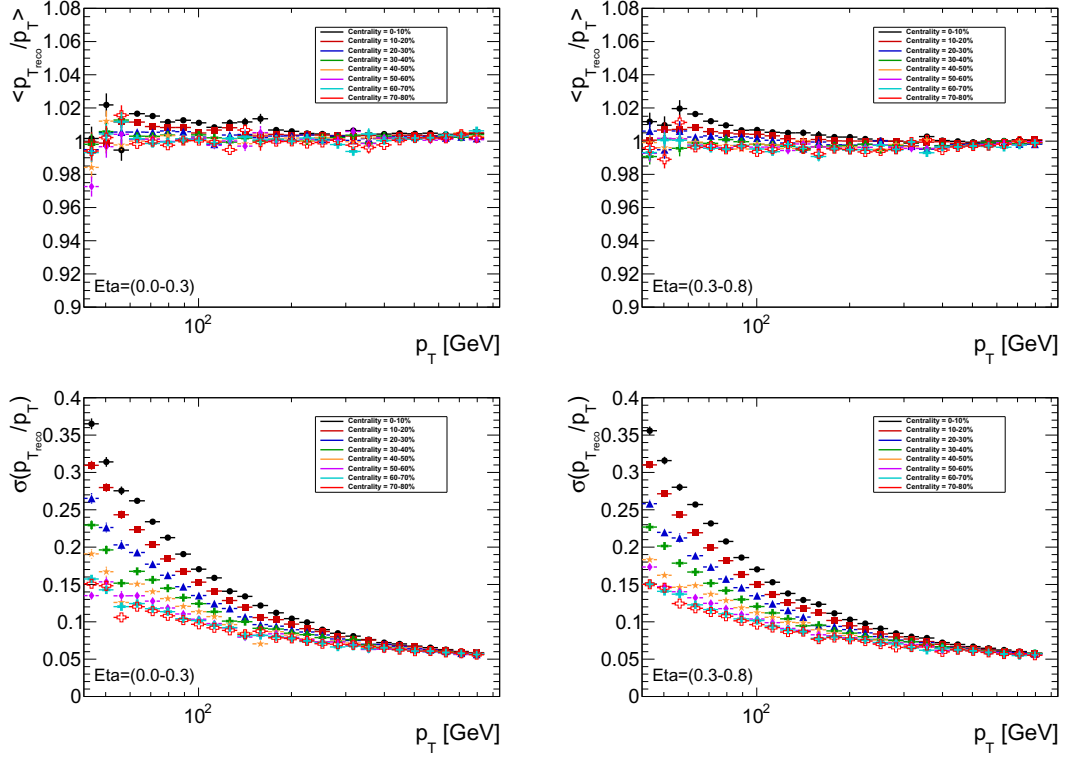 <p_T_reco /p_T>
1.08
1.06
1.04
1.02
1
0.98
0.96
0.94
0.92
0.9
Centrality = 0-10%
Centrality = 10-20%
Centrality = 20-30%
Centrality = 30-40%
Centrality = 40-50%
Centrality = 50-60%
Centrality = 60-70%
Centrality = 70-80%
Eta=(0.0-0.3)
10^2
p_T [GeV]
<p_T_reco /p_T>
1.08
1.06
1.04
1.02
1
0.98
0.96
0.94
0.92
0.9
Centrality = 0-10%
Centrality = 10-20%
Centrality = 20-30%
Centrality = 30-40%
Centrality = 40-50%
Centrality = 50-60%
Centrality = 60-70%
Centrality = 70-80%
Eta=(0.3-0.8)
10^2
p_T [GeV]
σ(p_T_reco /p_T)
0.4
0.35
0.3
0.25
0.2
0.15
0.1
0.05
0
Centrality = 0-10%
Centrality = 10-20%
Centrality = 20-30%
Centrality = 30-40%
Centrality = 40-50%
Centrality = 50-60%
Centrality = 60-70%
Centrality = 70-80%
Eta=(0.0-0.3)
10^2
p_T [GeV]
σ(p_T_reco /p_T)
0.4
0.35
0.3
0.25
0.2
0.15
0.1
0.05
0
Centrality = 0-10%
Centrality = 10-20%
Centrality = 20-30%
Centrality = 30-40%
Centrality = 40-50%
Centrality = 50-60%
Centrality = 60-70%
Centrality = 70-80%
Eta=(0.3-0.8)
10^2
p_T [GeV]